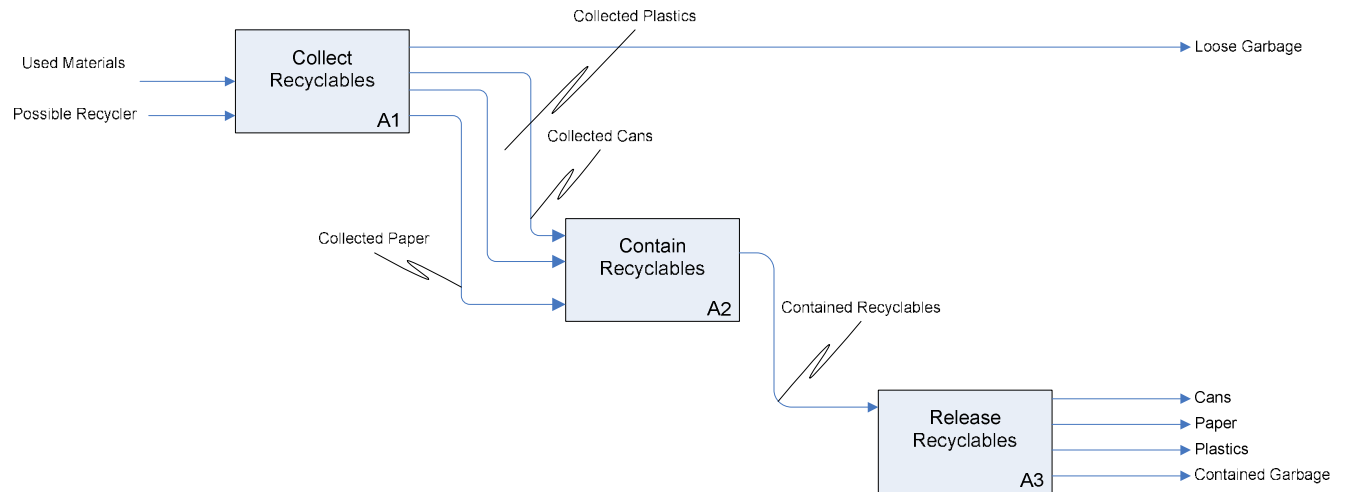 Collected Plastics
Loose Garbage
Used Materials
Collect
Recyclables
Possible Recycler
A1
Collected Cans
Collected Paper
Contain
Recyclables
A2
Contained Recyclables
Release
Recyclables
A3
Cans
Paper
Plastics
Contained Garbage